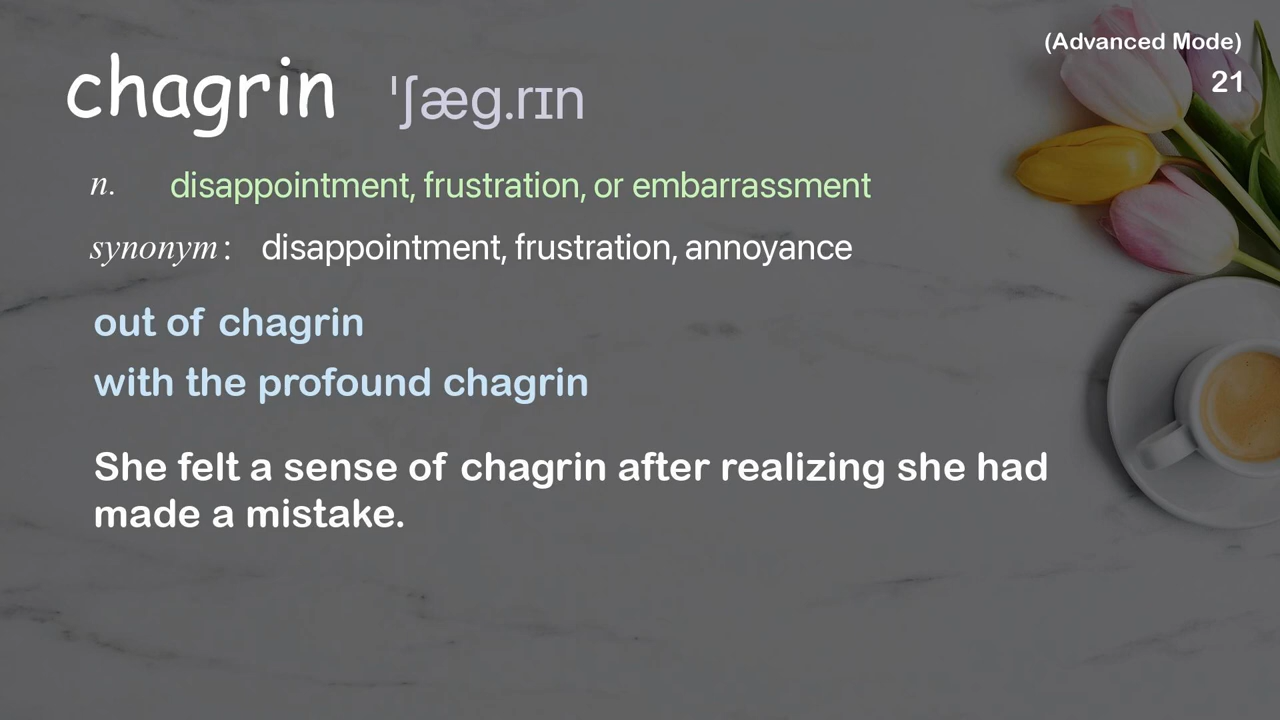 (Advanced Mode)
21
chagrin ˈʃæg.rɪn
n. disappointment, frustration, or embarrassment
synonym: disappointment, frustration, annoyance
out of chagrin
with the profound chagrin
She felt a sense of chagrin after realizing she had
made a mistake.